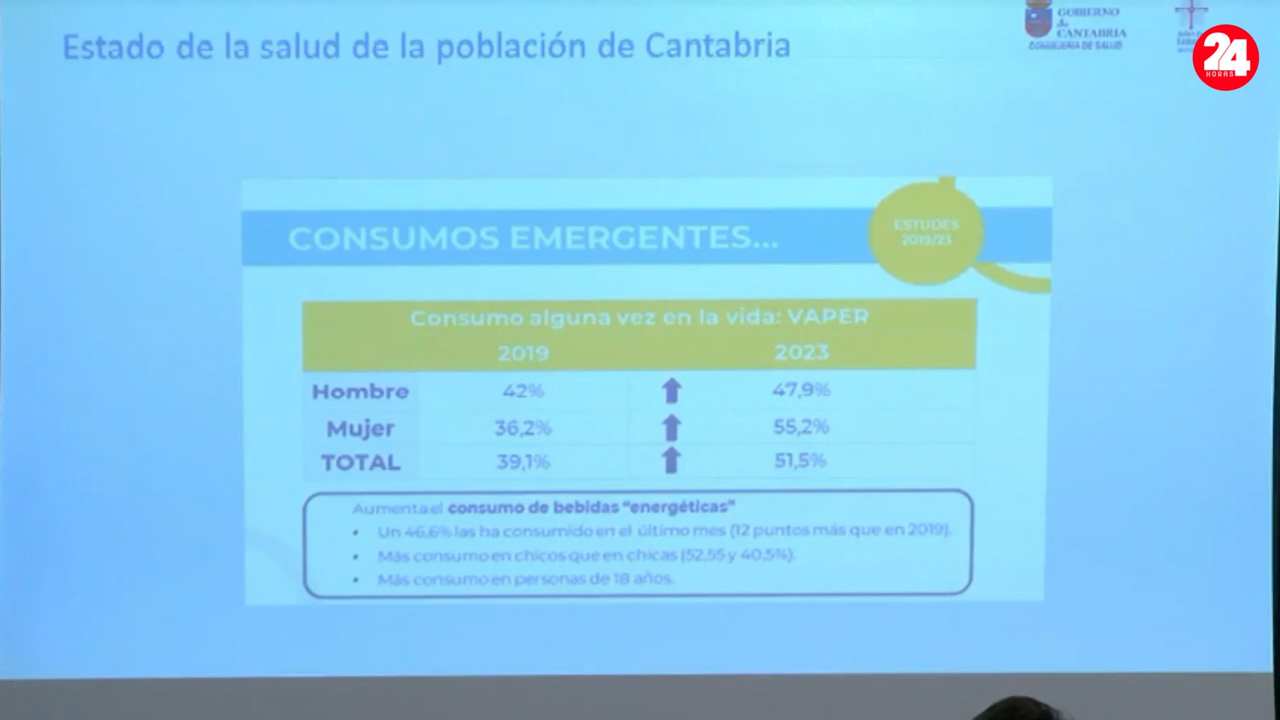 Estado de la salud de la población de Cantabria
GOBIERNO
de
CANTABRIA
CONSEJERIA DE SALUD
24
HORAS
CONSUMOS EMERGENTES...
ESTUDES
2019/23
Consumo alguna vez en la vida: VAPER
2019 2023
Hombre 42% 47,9%
Mujer 36,2% 55,2%
TOTAL 39,1% 51,5%
Aumenta el consumo de bebidas "energéticas"
• Un 46,6% las ha consumido en el último mes (12 puntos más que en 2019).
• Más consumo en chicos que en chicas (52,55 y 40,5%).
• Más consumo en personas de 18 años.